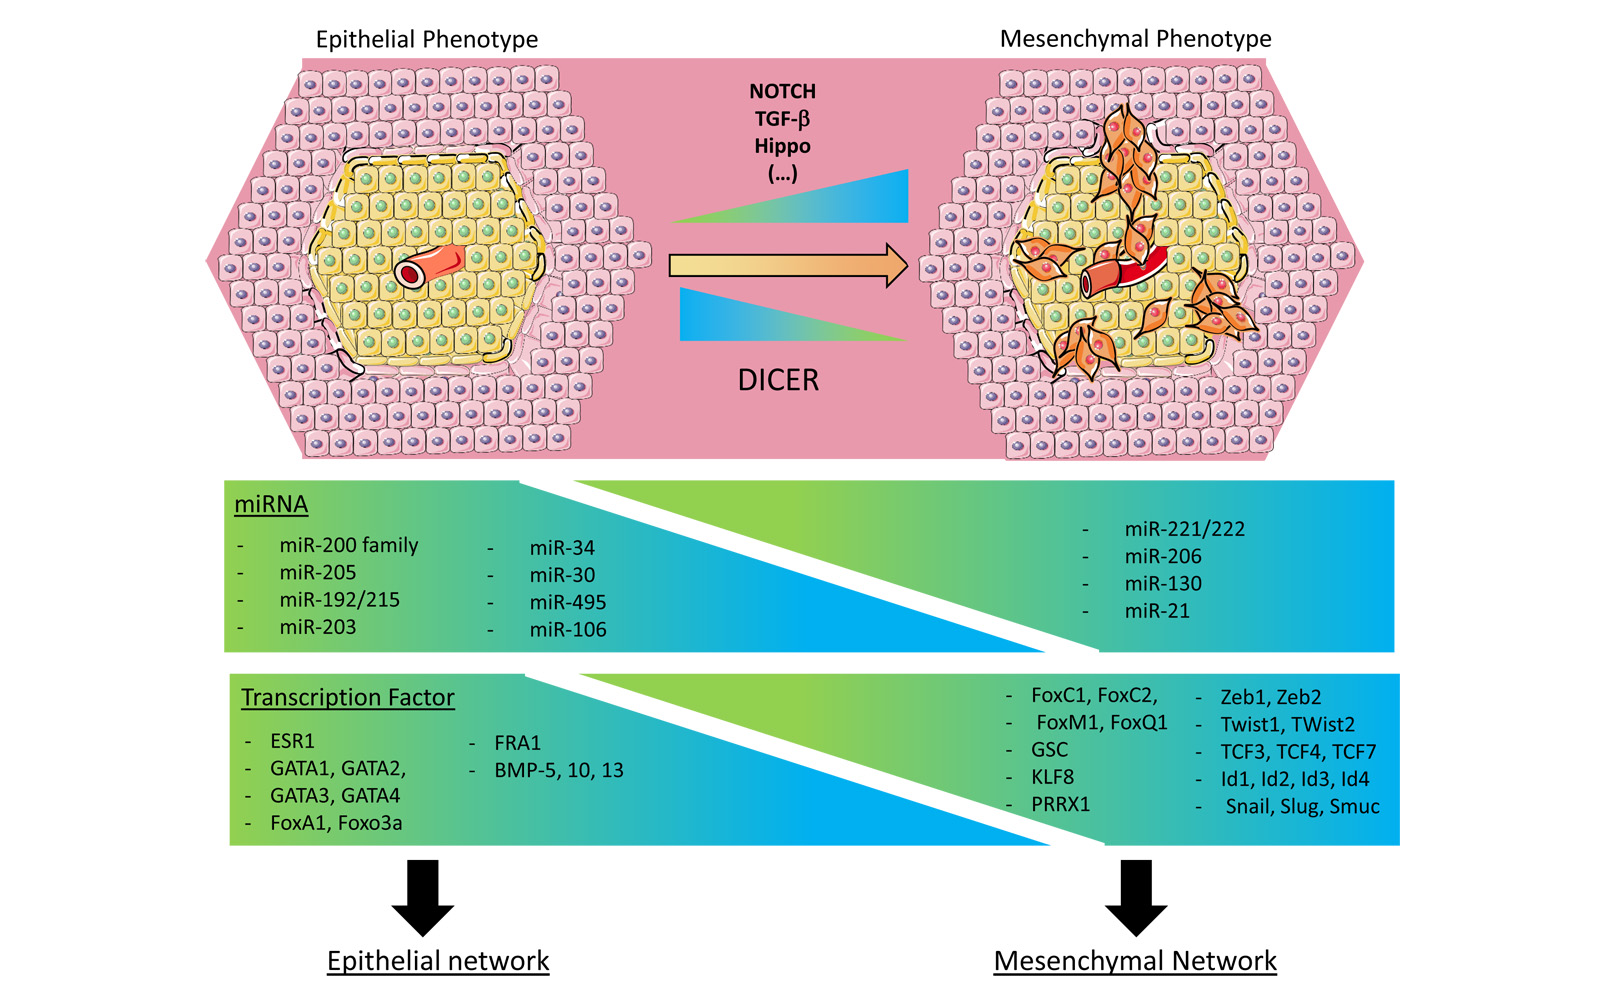 Epithelial Phenotype
Mesenchymal Phenotype
NOTCH
TGF-β
Hippo
(...)
DICER
miRNA
- miR-200 family
- miR-205
- miR-192/215
- miR-203
- miR-34
- miR-30
- miR-495
- miR-106
- miR-221/222
- miR-206
- miR-130
- miR-21
Transcription Factor
- ESR1
- GATA1, GATA2,
- GATA3, GATA4
- FoxA1, Foxo3a
- FRA1
- BMP-5, 10, 13
- FoxC1, FoxC2,
- FoxM1, FoxQ1
- GSC
- KLF8
- PRRX1
- Zeb1, Zeb2
- Twist1, TWist2
- TCF3, TCF4, TCF7
- Id1, Id2, Id3, Id4
- Snail, Slug, Smuc
Epithelial network
Mesenchymal Network